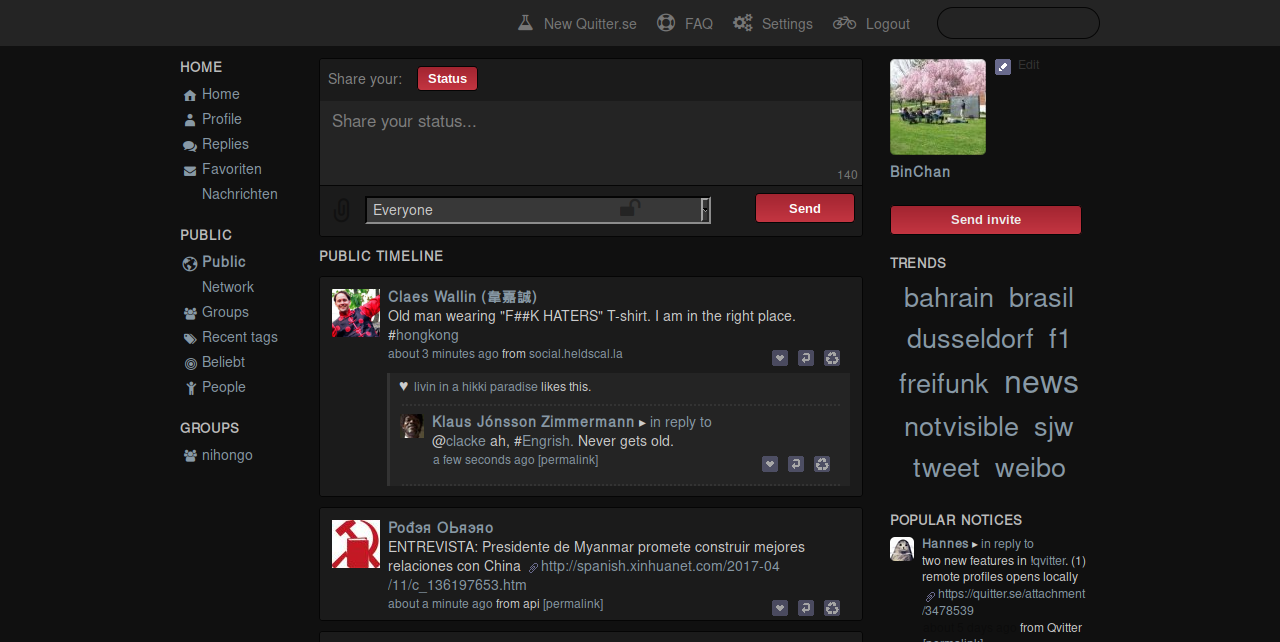 New Quitter.se FAQ Settings Logout
HOME
Home
Profile
Replies
Favoriten
Nachrichten
PUBLIC
Public
Network
Groups
Recent tags
Beliebt
People
GROUPS
nihongo
Share your: Status
Share your status...
140
Everyone
Send
PUBLIC TIMELINE
Claes Wallin (韋嘉誠)
Old man wearing "F##K HATERS" T-shirt. I am in the right place.
#hongkong
about 3 minutes ago from social.heldscal.la
♥ livin in a hikki paradise likes this.
Klaus Jónsson Zimmermann ▸ in reply to
@clacke ah, #Engrish. Never gets old.
a few seconds ago [permalink]
Рođэя ОЬяэяо
ENTREVISTA: Presidente de Myanmar promete construir mejores
relaciones con China http://spanish.xinhuanet.com/2017-04
/11/c_136197653.htm
about a minute ago from api [permalink]
Edit
BinChan
Send invite
TRENDS
bahrain brasil
dusseldorf f1
freifunk news
notvisible sjw
tweet weibo
POPULAR NOTICES
Hannes ▸ in reply to
two new features in !qvitter. (1)
remote profiles opens locally
https://quitter.se/attachment
/3478539
from Qvitter
[permalink]